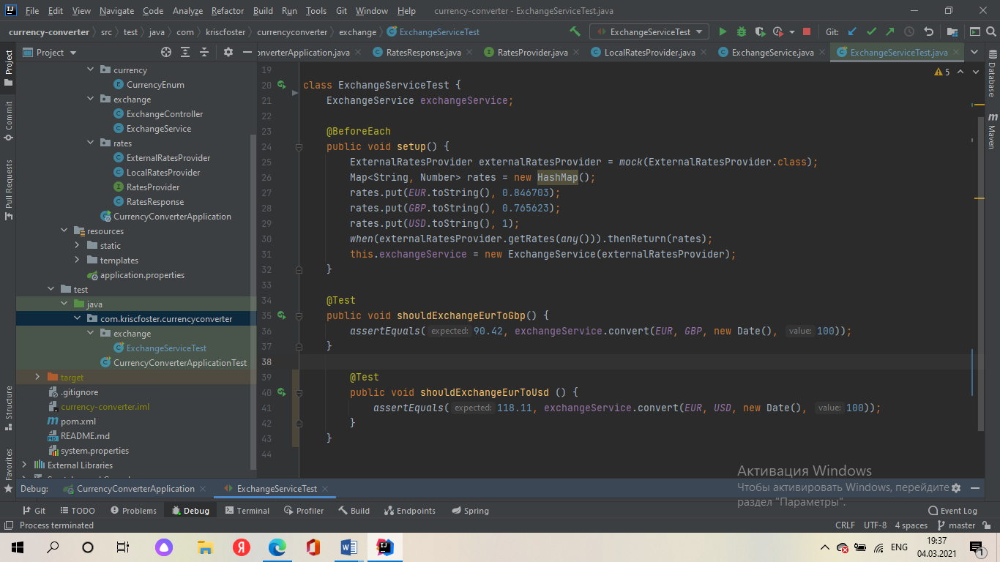 File Edit View Navigate Code Analyze Refactor Build Run Tools Git Window Help currency-converter - ExchangeServiceTest.java
currency-converter src test java com kriscfoster currencyconverter exchange ExchangeServiceTest ExchangeServiceTest Git:
Project onverterApplication.java RatesResponse.java RatesProvider.java LocalRatesProvider.java ExchangeService.java ExchangeServiceTest.java
Project
Commit
Pull Requests
Structure
Favorites
currency
CurrencyEnum
exchange
ExchangeController
ExchangeService
rates
ExternalRatesProvider
LocalRatesProvider
RatesProvider
RatesResponse
CurrencyConverterApplication
resources
static
templates
application.properties
test
java
com.kriscfoster.currencyconverter
exchange
ExchangeServiceTest
CurrencyConverterApplicationTest
target
.gitignore
currency-converter.iml
pom.xml
README.md
system.properties
External Libraries
5
19
20 class ExchangeServiceTest {
21 ExchangeService exchangeService;
22
23 @BeforeEach
24 public void setup() {
25 ExternalRatesProvider externalRatesProvider = mock(ExternalRatesProvider.class);
26 Map<String, Number> rates = new HashMap();
27 rates.put(EUR.toString(), 0.846703);
28 rates.put(GBP.toString(), 0.765623);
29 rates.put(USD.toString(), 1);
30 when(externalRatesProvider.getRates(any())).thenReturn(rates);
31 this.exchangeService = new ExchangeService(externalRatesProvider);
32 }
33
34 @Test
35 public void shouldExchangeEurToGbp() {
36 assertEquals( expected: 90.42, exchangeService.convert(EUR, GBP, new Date(), value: 100));
37 }
38
39 @Test
40 public void shouldExchangeEurToUsd () {
41 assertEquals( expected: 118.11, exchangeService.convert(EUR, USD, new Date(), value: 100));
42 }
43 }
44
Database
Maven
Активация Windows
Чтобы активировать Windows, перейдите
раздел "Параметры".
Debug: CurrencyConverterApplication ExchangeServiceTest
Git TODO Problems Debug Terminal Profiler Build Endpoints Spring Event Log
Process terminated CRLF UTF-8 4 spaces master
ENG 19:37
04.03.2021
1